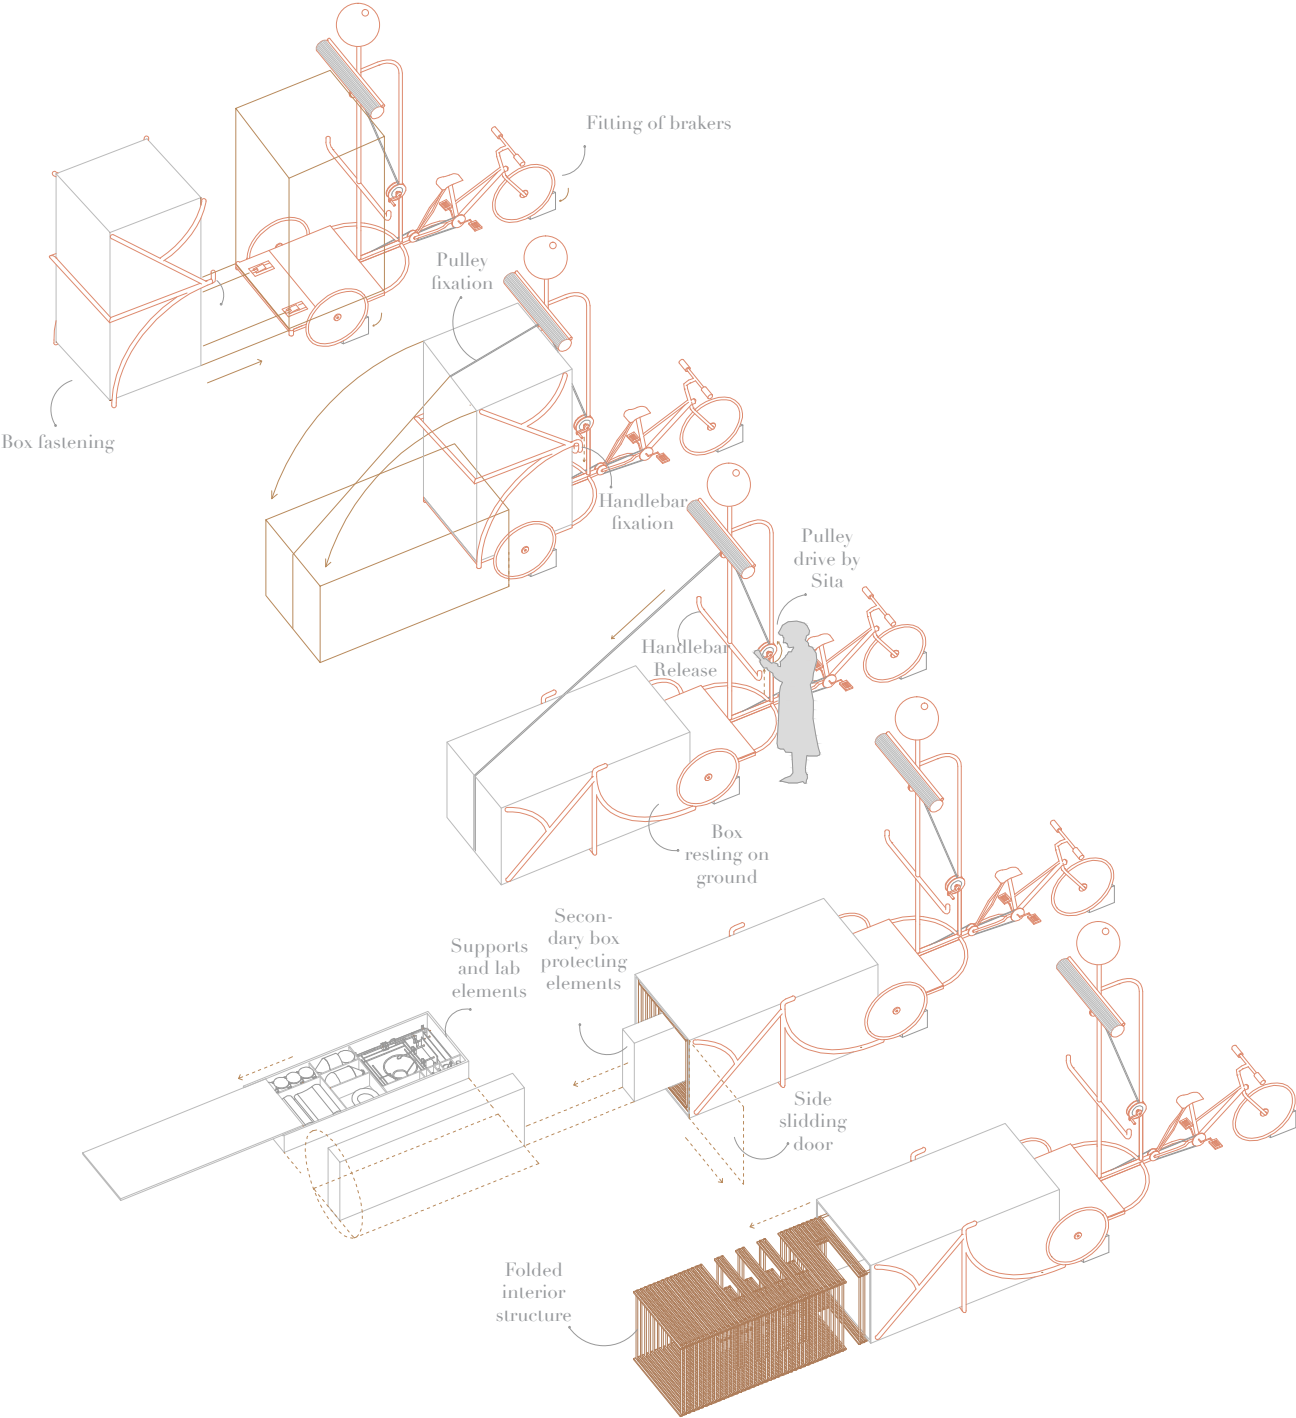 Fitting of brakers
Pulley
fixation
Box fastening
Handlebar
fixation
Pulley
drive by
Sita
Handlebar
Release
Box
resting on
ground
Secon-
dary box
protecting
elements
Supports
and lab
elements
Side
slidding
door
Folded
interior
structure